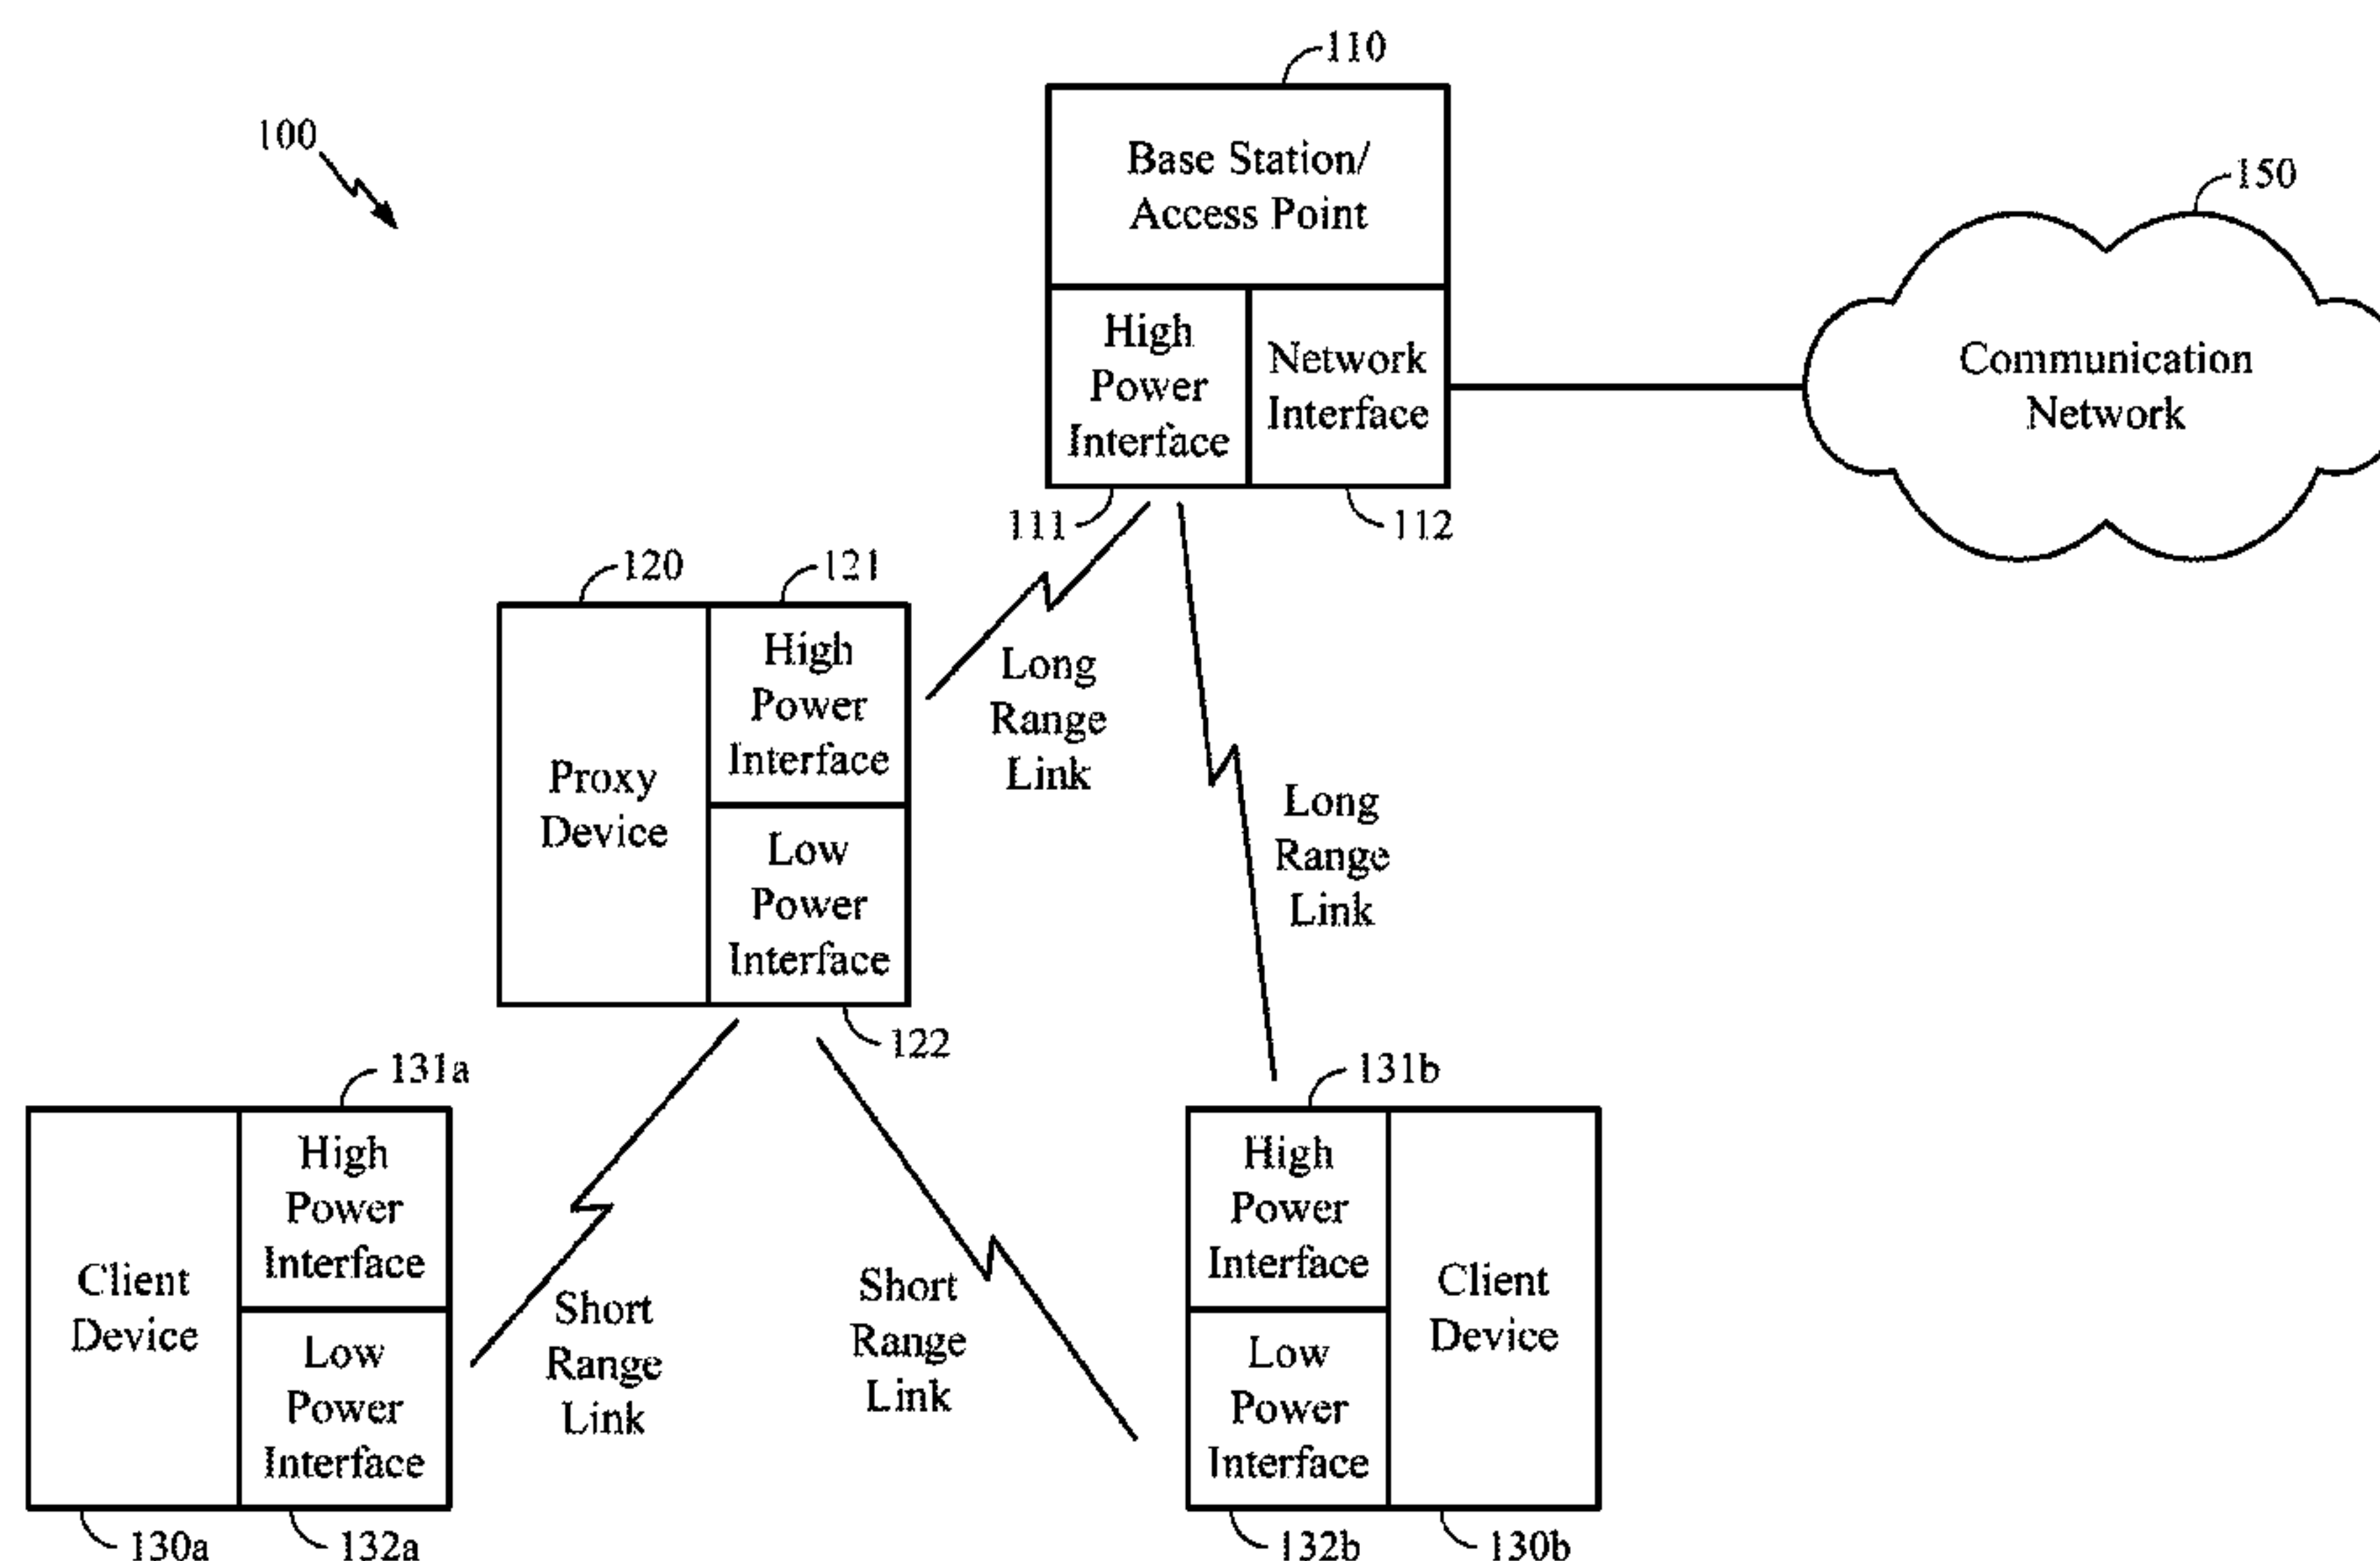 110
100
Base Station/
Access Point
150
High
Power
Interface
Network
Interface
Communication
Network
111
112
120
121
High
Power
Interface
Proxy
Device
Low
Power
Interface
122
Long
Range
Link
Long
Range
Link
131a
High
Power
Interface
Client
Device
Low
Power
Interface
130a
132a
Short
Range
Link
Short
Range
Link
131b
High
Power
Interface
Client
Device
Low
Power
Interface
132b
130b